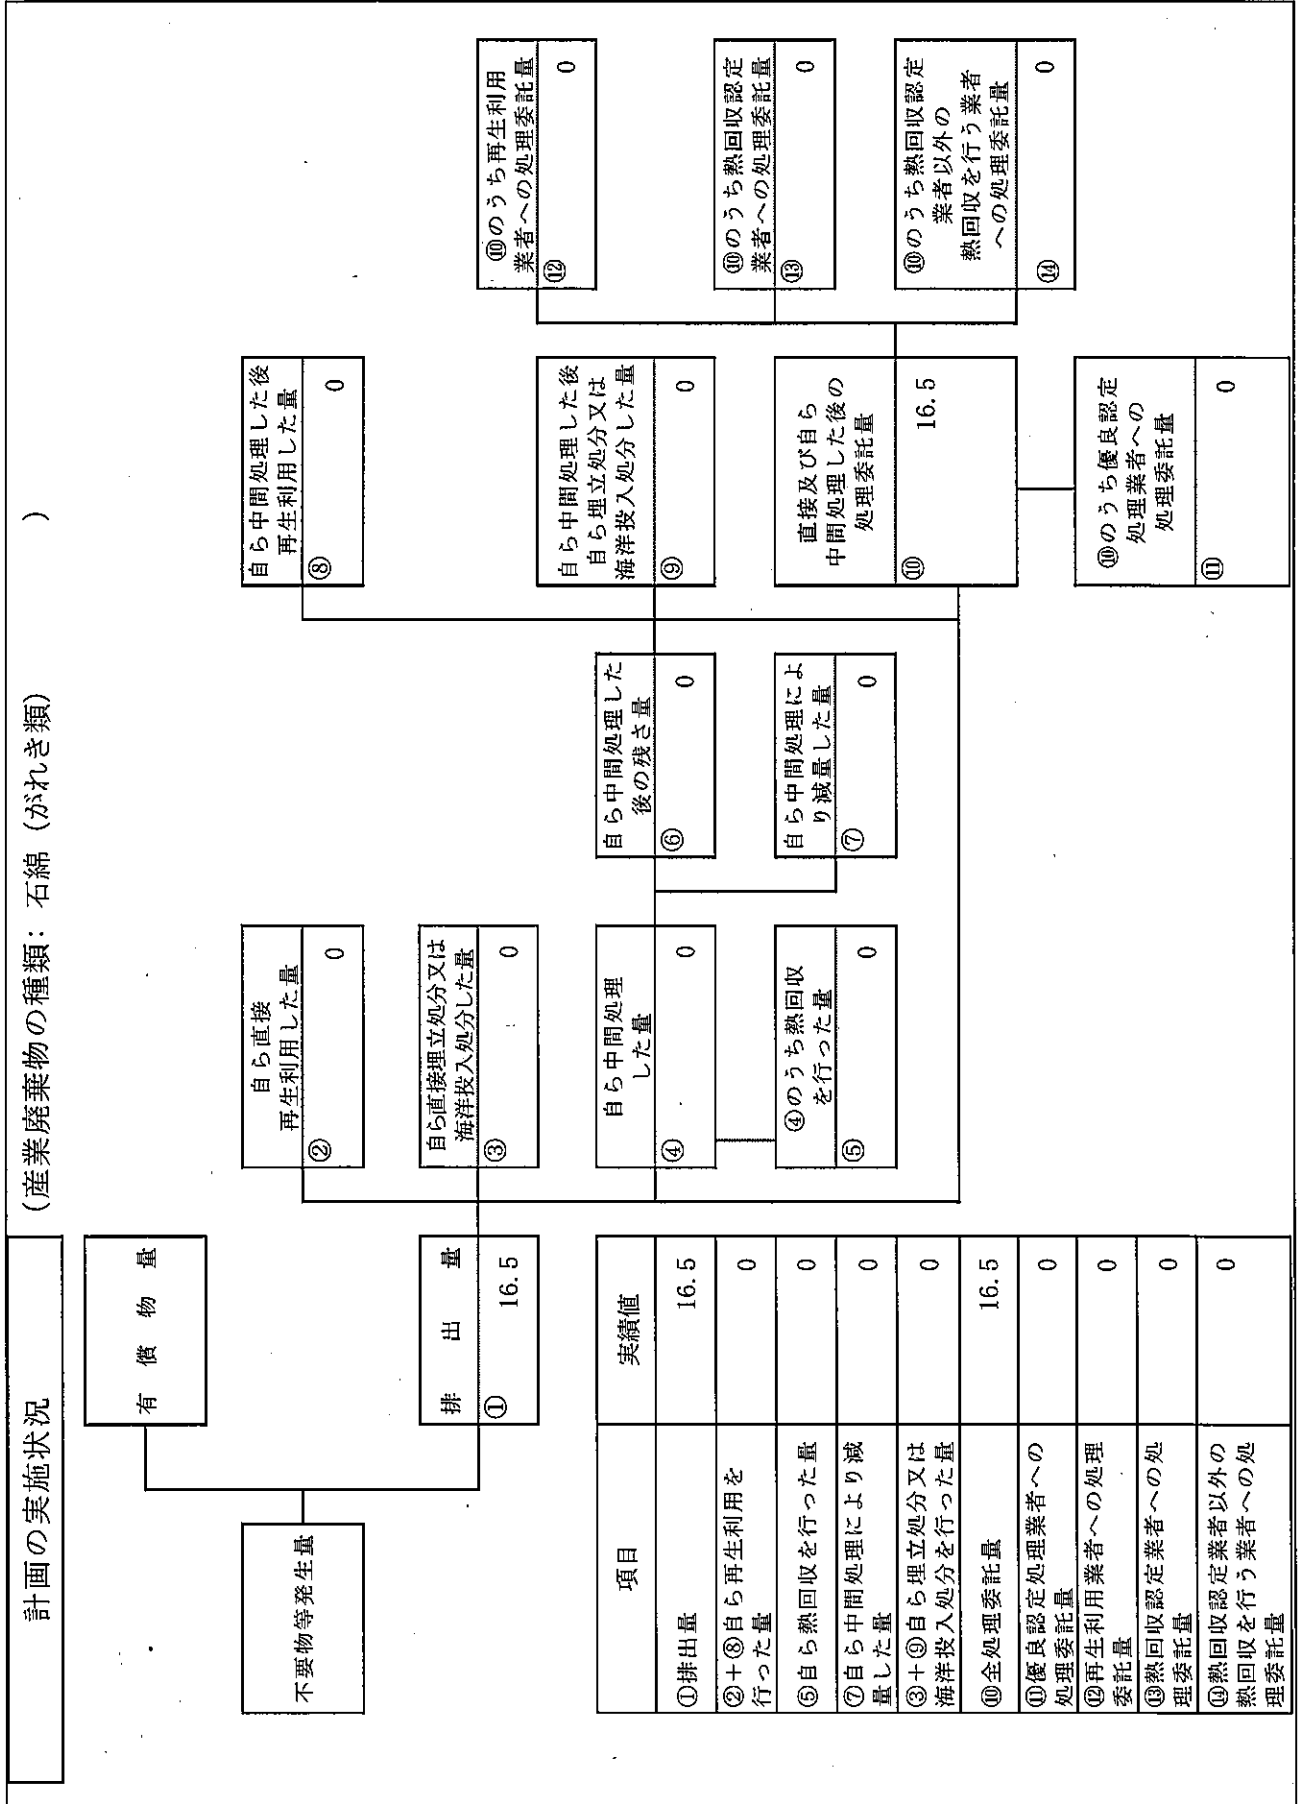 計画の実施状況
(産業廃棄物の種類: 石綿 (がれき類) )
有償物量
不要物等発生量
排出量
① 16.5
自ら直接
再生利用した量
② 0
自ら直接埋立処分又は
海洋投入処分した量
③ 0
自ら中間処理
した量
④ 0
④のうち熱回収
を行った量
⑤ 0
自ら中間処理した
後の残さ量
⑥ 0
自ら中間処理によ
り減量した量
⑦ 0
自ら中間処理した後
再生利用した量
⑧ 0
自ら中間処理した後
自ら埋立処分又は
海洋投入処分した量
⑨ 0
直接及び自ら
中間処理した後の
処理委託量
⑩ 16.5
⑩のうち優良認定
処理業者への
処理委託量
⑪ 0
⑩のうち再生利用
業者への処理委託量
⑫ 0
⑩のうち熱回収認定
業者への処理委託量
⑬ 0
⑩のうち熱回収認定
業者以外の
熱回収を行う業者
への処理委託量
⑭ 0
項目 実績値
①排出量 16.5
②+⑧自ら再生利用を
行った量 0
⑤自ら熱回収を行った量 0
⑦自ら中間処理により減
量した量 0
③+⑨自ら埋立処分又は
海洋投入処分を行った量 0
⑩全処理委託量 16.5
⑪優良認定処理業者への
処理委託量 0
⑫再生利用業者への処理
委託量 0
⑬熱回収認定業者への処
理委託量 0
⑭熱回収認定業者以外の
熱回収を行う業者への処
理委託量 0